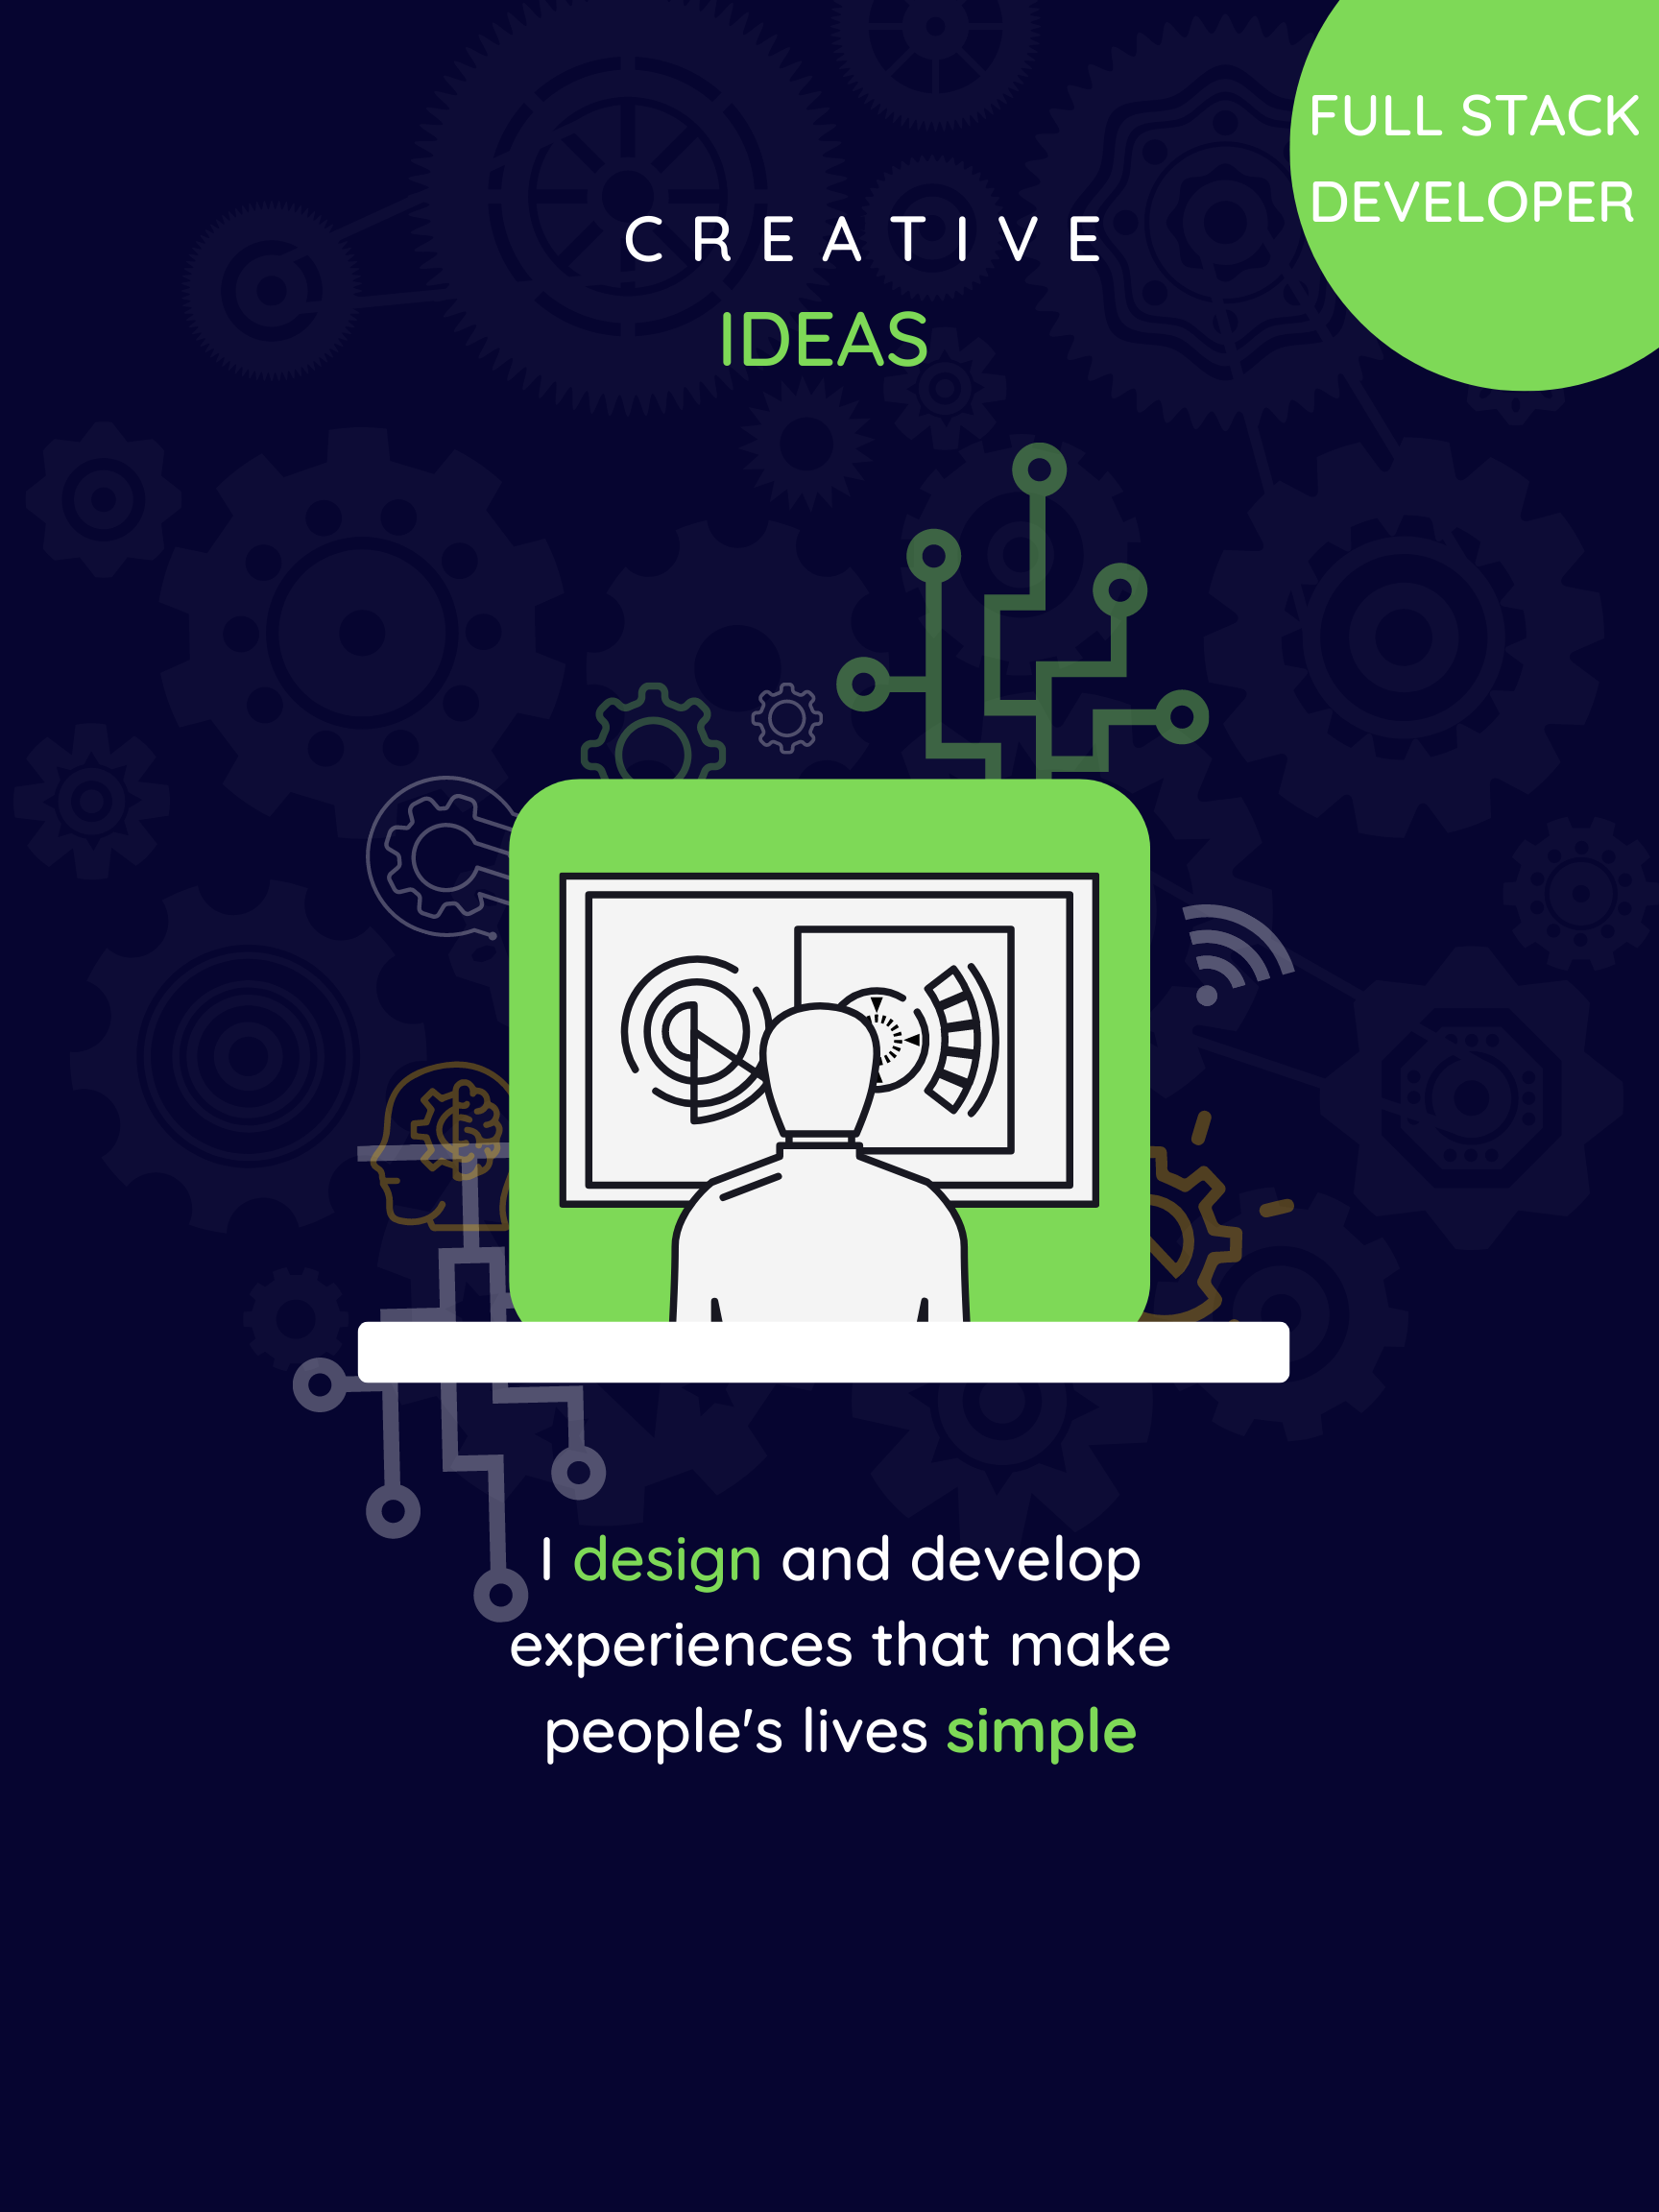 FULL STACK
DEVELOPER
CREATIVE
IDEAS
I design and develop
experiences that make
people's lives simple